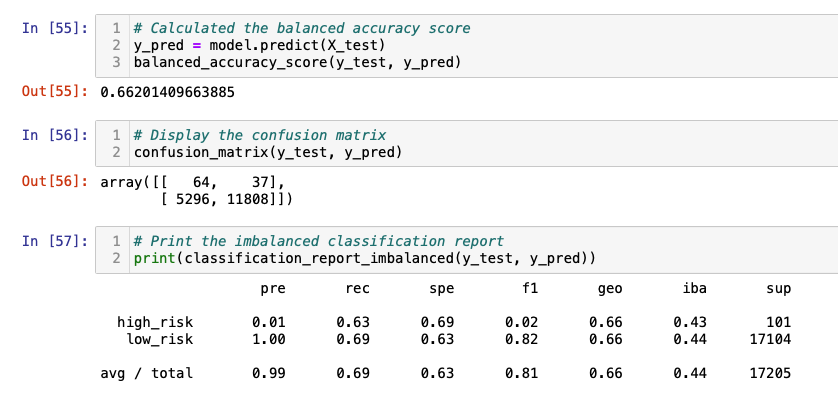 In [55]: 1 # Calculated the balanced accuracy score
2 y_pred = model.predict(X_test)
3 balanced_accuracy_score(y_test, y_pred)
Out[55]: 0.66201409663885
In [56]: 1 # Display the confusion matrix
2 confusion_matrix(y_test, y_pred)
Out[56]: array([[   64,    37],
       [ 5296, 11808]])
In [57]: 1 # Print the imbalanced classification report
2 print(classification_report_imbalanced(y_test, y_pred))
pre rec spe f1 geo iba sup
high_risk 0.01 0.63 0.69 0.02 0.66 0.43 101
low_risk 1.00 0.69 0.63 0.82 0.66 0.44 17104
avg / total 0.99 0.69 0.63 0.81 0.66 0.44 17205